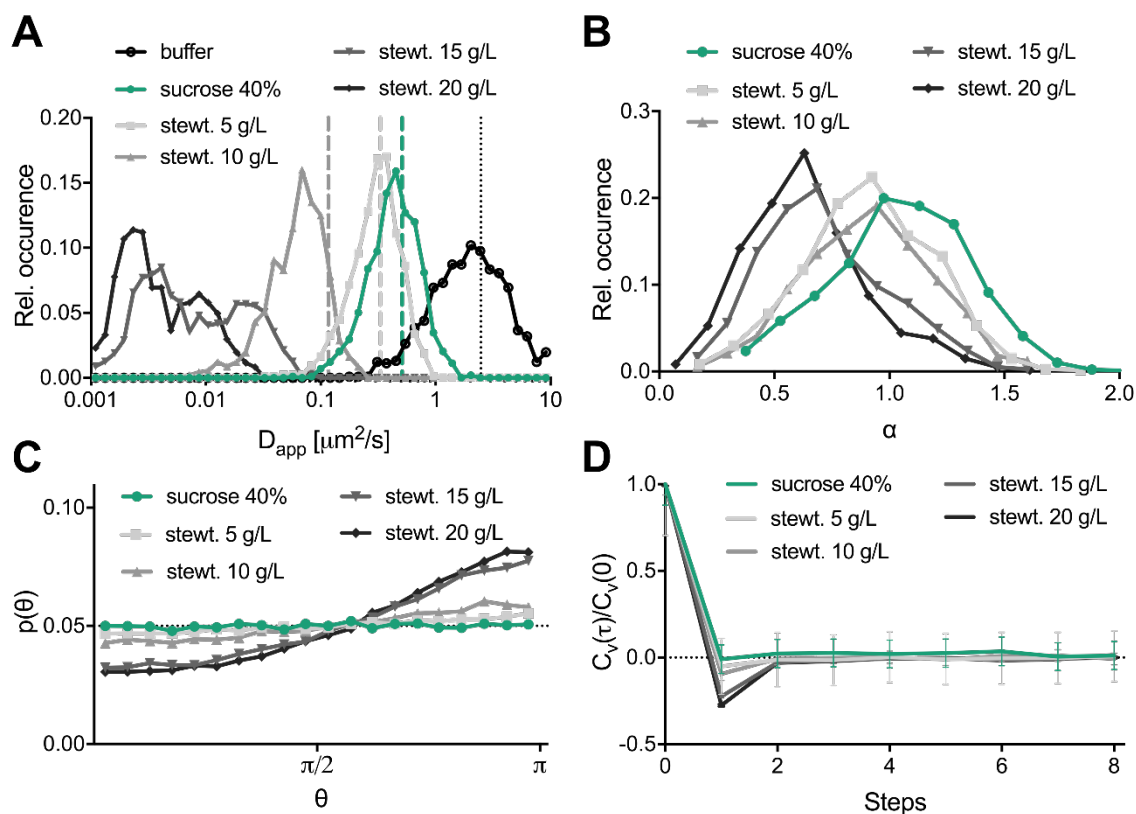 A
buffer
sucrose 40%
stewt. 5 g/L
stewt. 10 g/L
stewt. 15 g/L
stewt. 20 g/L
Rel. occurence
0.20
0.15
0.10
0.05
0.00
0.001
0.01
0.1
1
10
D_app [μm²/s]
B
sucrose 40%
stewt. 5 g/L
stewt. 10 g/L
stewt. 15 g/L
stewt. 20 g/L
Rel. occurence
0.3
0.2
0.1
0.0
0.0
0.5
1.0
1.5
2.0
α
C
sucrose 40%
stewt. 5 g/L
stewt. 10 g/L
stewt. 15 g/L
stewt. 20 g/L
p(θ)
0.10
0.05
0.00
π/2
π
θ
D
sucrose 40%
stewt. 5 g/L
stewt. 10 g/L
stewt. 15 g/L
stewt. 20 g/L
C_v(τ)/C_v(0)
1.0
0.5
0.0
-0.5
0
2
4
6
8
Steps